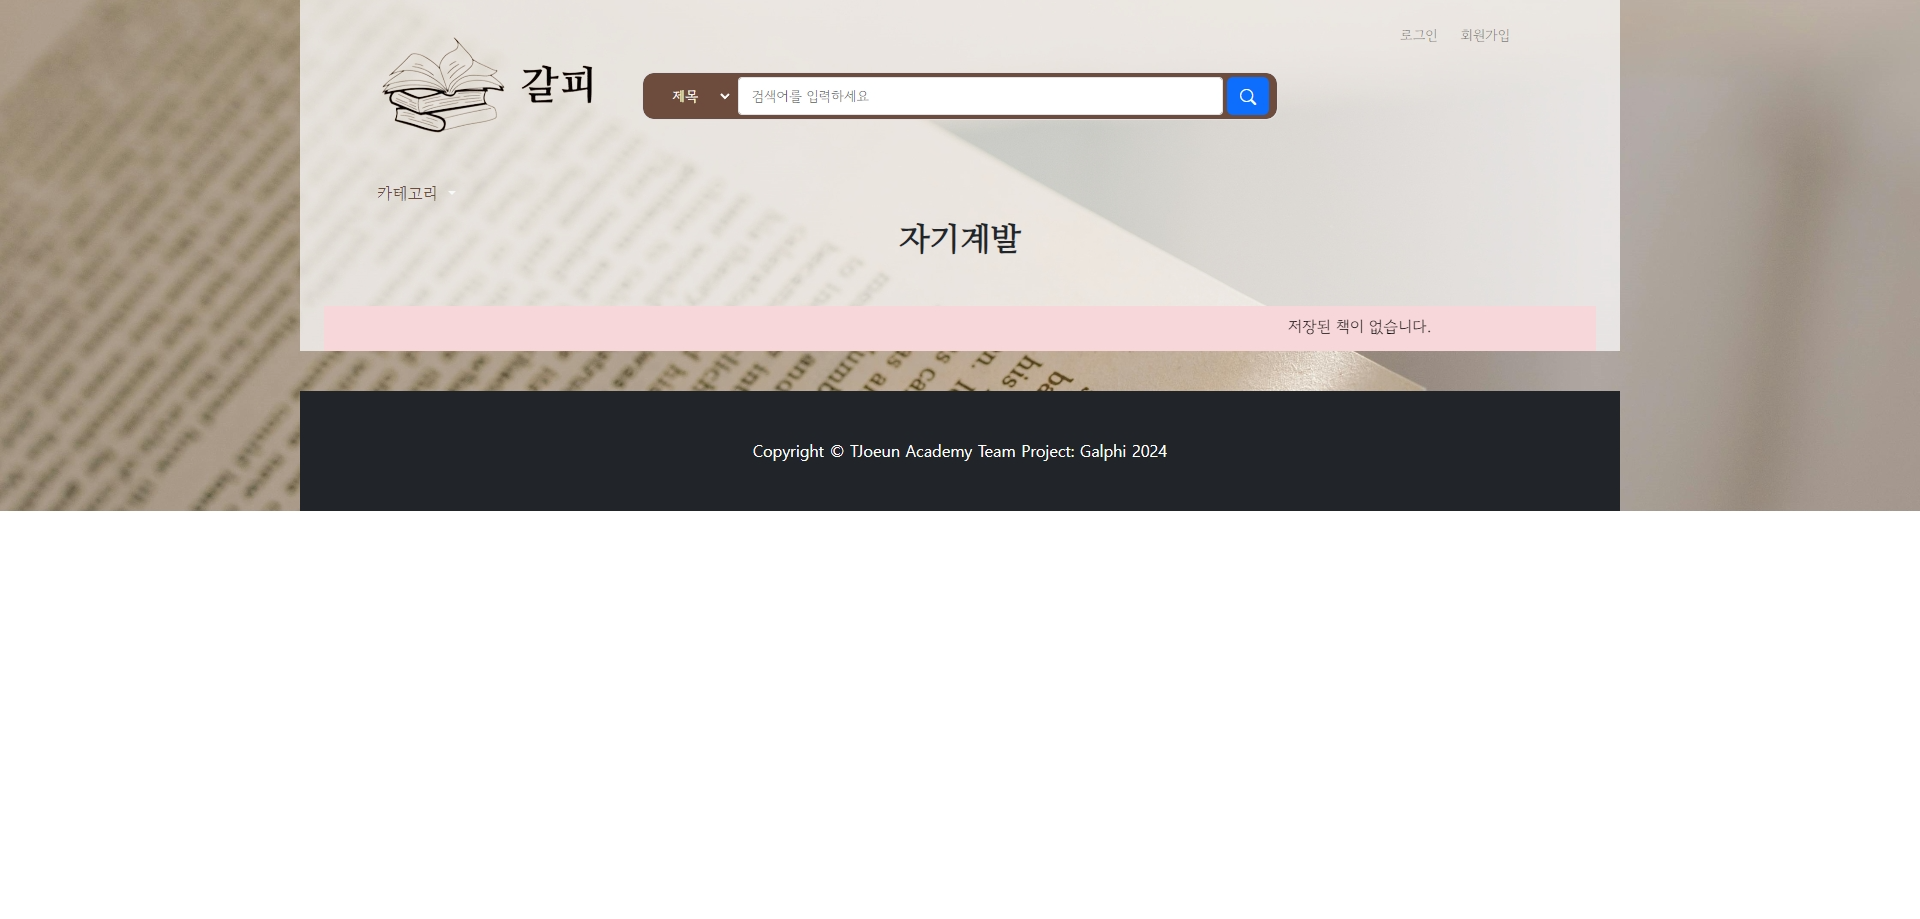 로그인 회원가입
갈피
제목 검색어를 입력하세요
카테고리
자기계발
저장된 책이 없습니다.
Copyright © TJoeun Academy Team Project: Galphi 2024